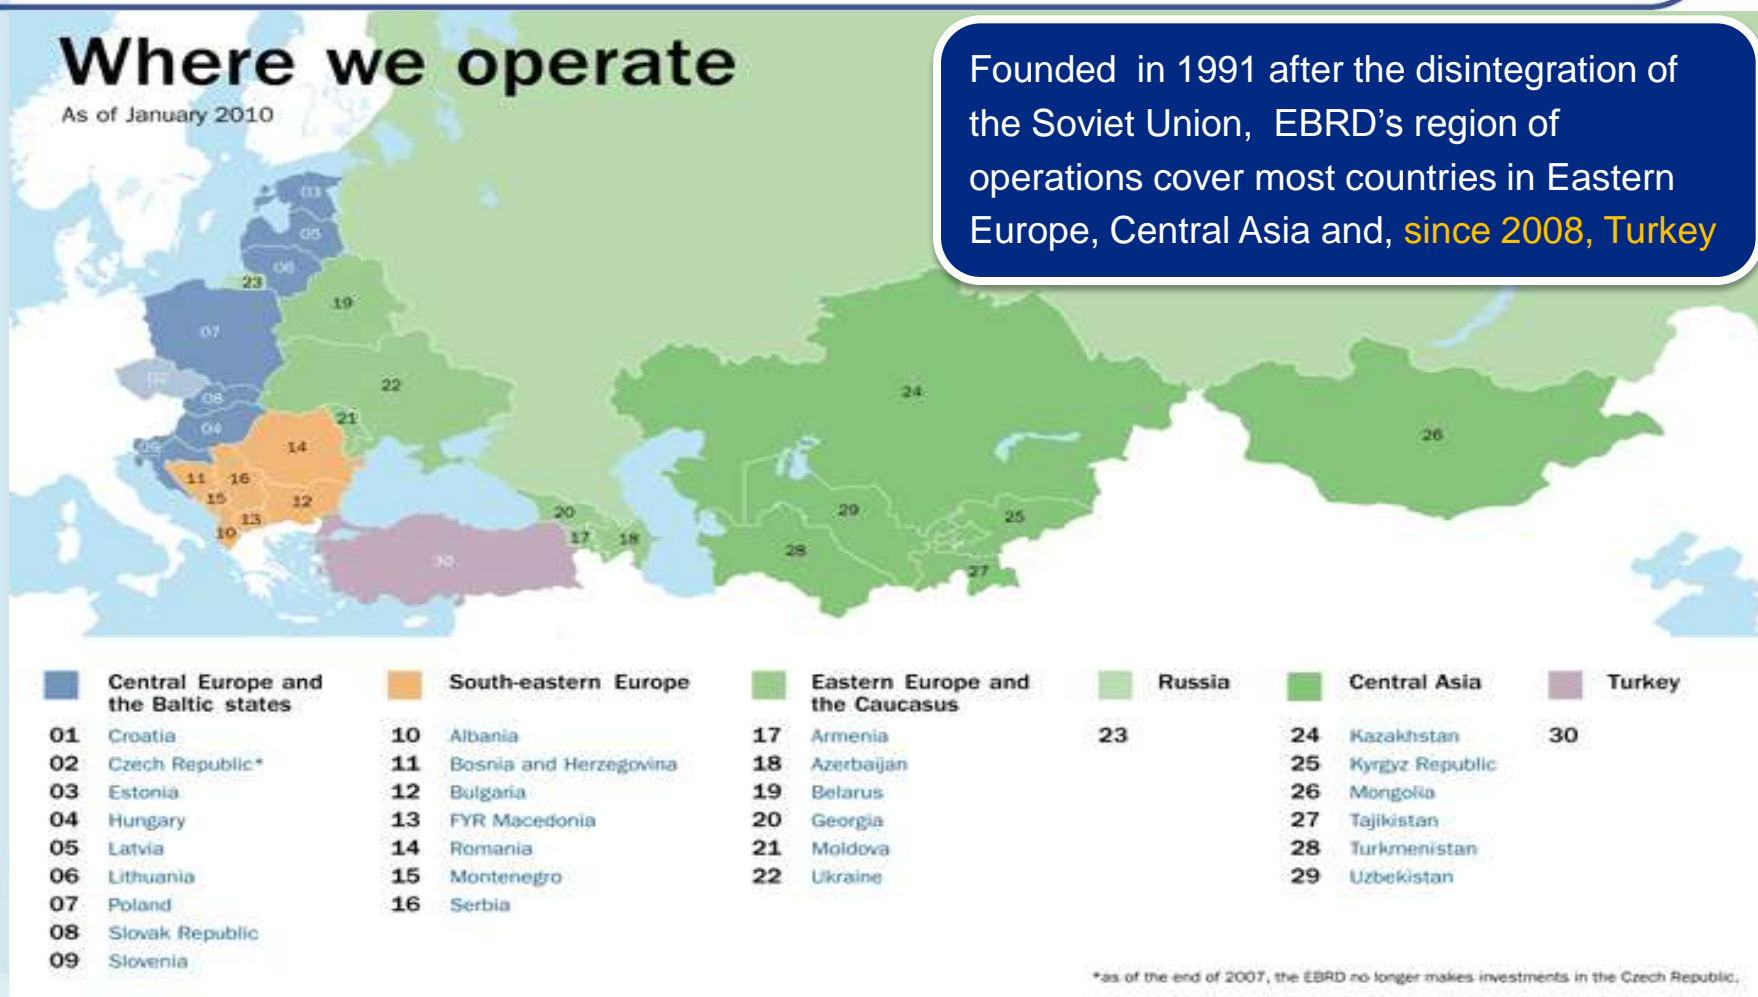 Where we operate
As of January 2010
Founded in 1991 after the disintegration of
the Soviet Union, EBRD's region of
operations cover most countries in Eastern
Europe, Central Asia and, since 2008, Turkey
03
05
06
23
19
07
02
22
08
21
04
09
14
11
16
15
12
13
10
20
17
18
30
24
26
29
25
28
27
Central Europe and
the Baltic states
01 Croatia
02 Czech Republic*
03 Estonia
04 Hungary
05 Latvia
06 Lithuania
07 Poland
08 Slovak Republic
09 Slovenia
South-eastern Europe
10 Albania
11 Bosnia and Herzegovina
12 Bulgaria
13 FYR Macedonia
14 Romania
15 Montenegro
16 Serbia
Eastern Europe and
the Caucasus
17 Armenia
18 Azerbaijan
19 Belarus
20 Georgia
21 Moldova
22 Ukraine
Russia
23
Central Asia
24 Kazakhstan
25 Kyrgyz Republic
26 Mongolia
27 Tajikistan
28 Turkmenistan
29 Uzbekistan
Turkey
30
*as of the end of 2007, the EBRD no longer makes investments in the Czech Republic.